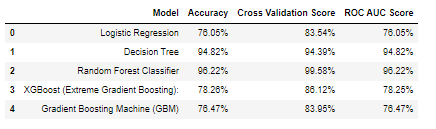 Model Accuracy Cross Validation Score ROC AUC Score
0 Logistic Regression 76.05% 83.54% 76.05%
1 Decision Tree 94.82% 94.39% 94.82%
2 Random Forest Classifier 96.22% 99.58% 96.22%
3 XGBoost (Extreme Gradient Boosting): 78.26% 86.12% 78.25%
4 Gradient Boosting Machine (GBM) 76.47% 83.95% 76.47%